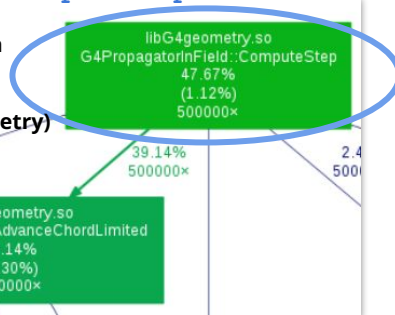 libG4geometry.so
G4PropagatorInField::ComputeStep
47.67%
(1.12%)
500000×
etry)
39.14%
500000×
2.4
500
eometry.so
AdvanceChordLimited
.14%
30%)
0000×